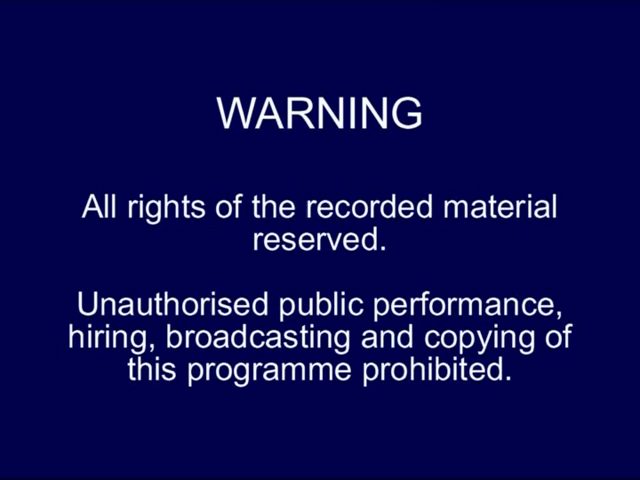 WARNING
All rights of the recorded material
reserved.
Unauthorised public performance,
hiring, broadcasting and copying of
this programme prohibited.